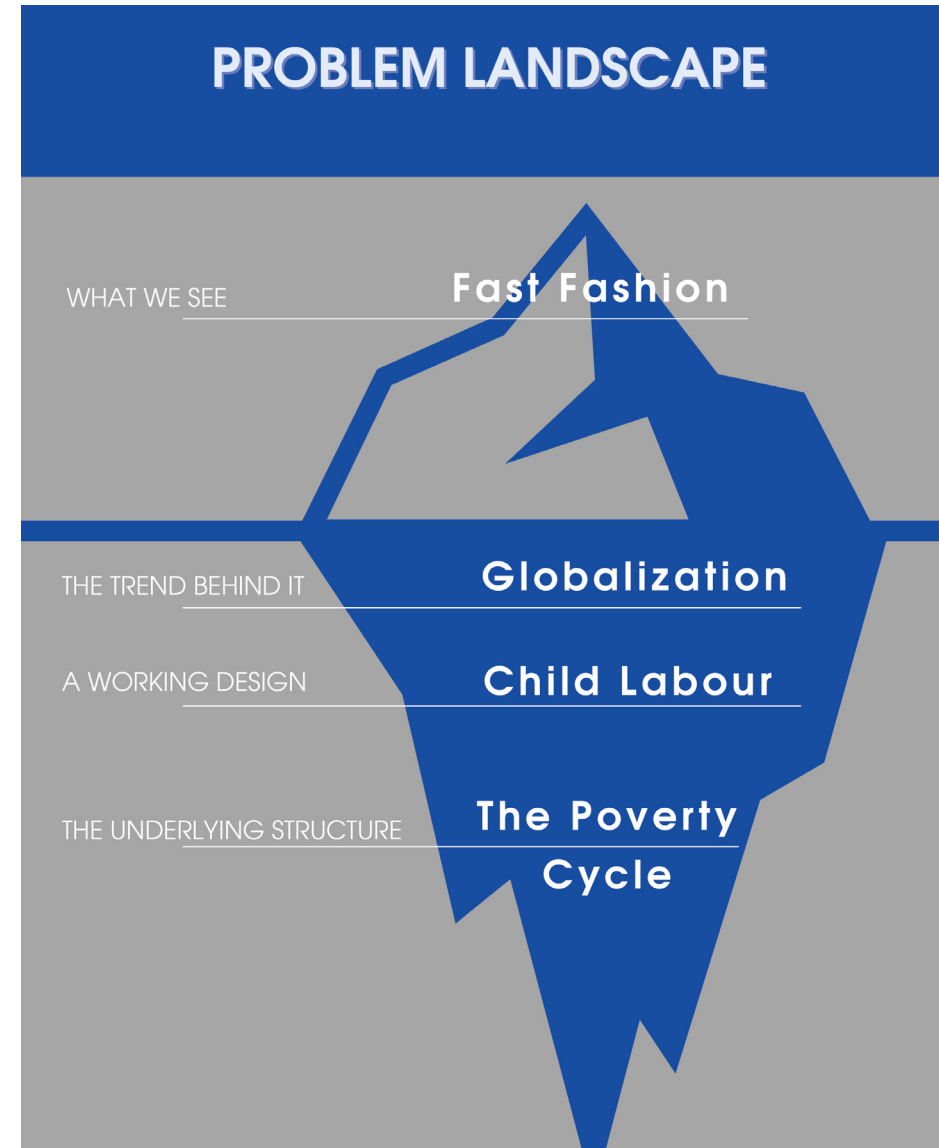 PROBLEM LANDSCAPE
WHAT WE SEE
Fast Fashion
THE TREND BEHIND IT
Globalization
A WORKING DESIGN
Child Labour
THE UNDERLYING STRUCTURE
The Poverty
Cycle